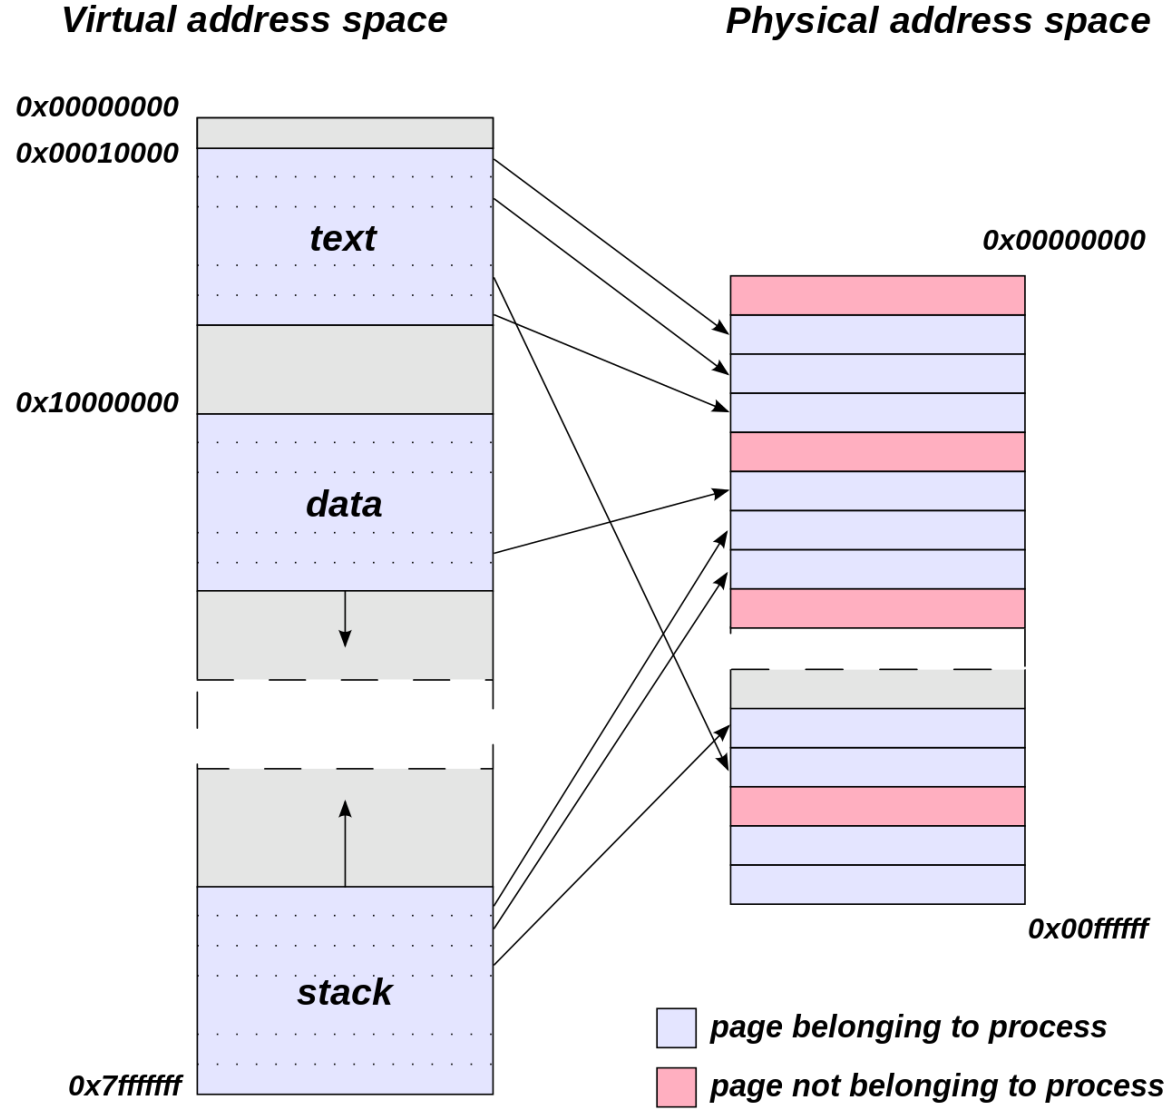 Virtual address space
Physical address space
0x00000000
0x00010000
text
0x00000000
0x10000000
data
stack
0x7fffffff
0x00ffffff
page belonging to process
page not belonging to process